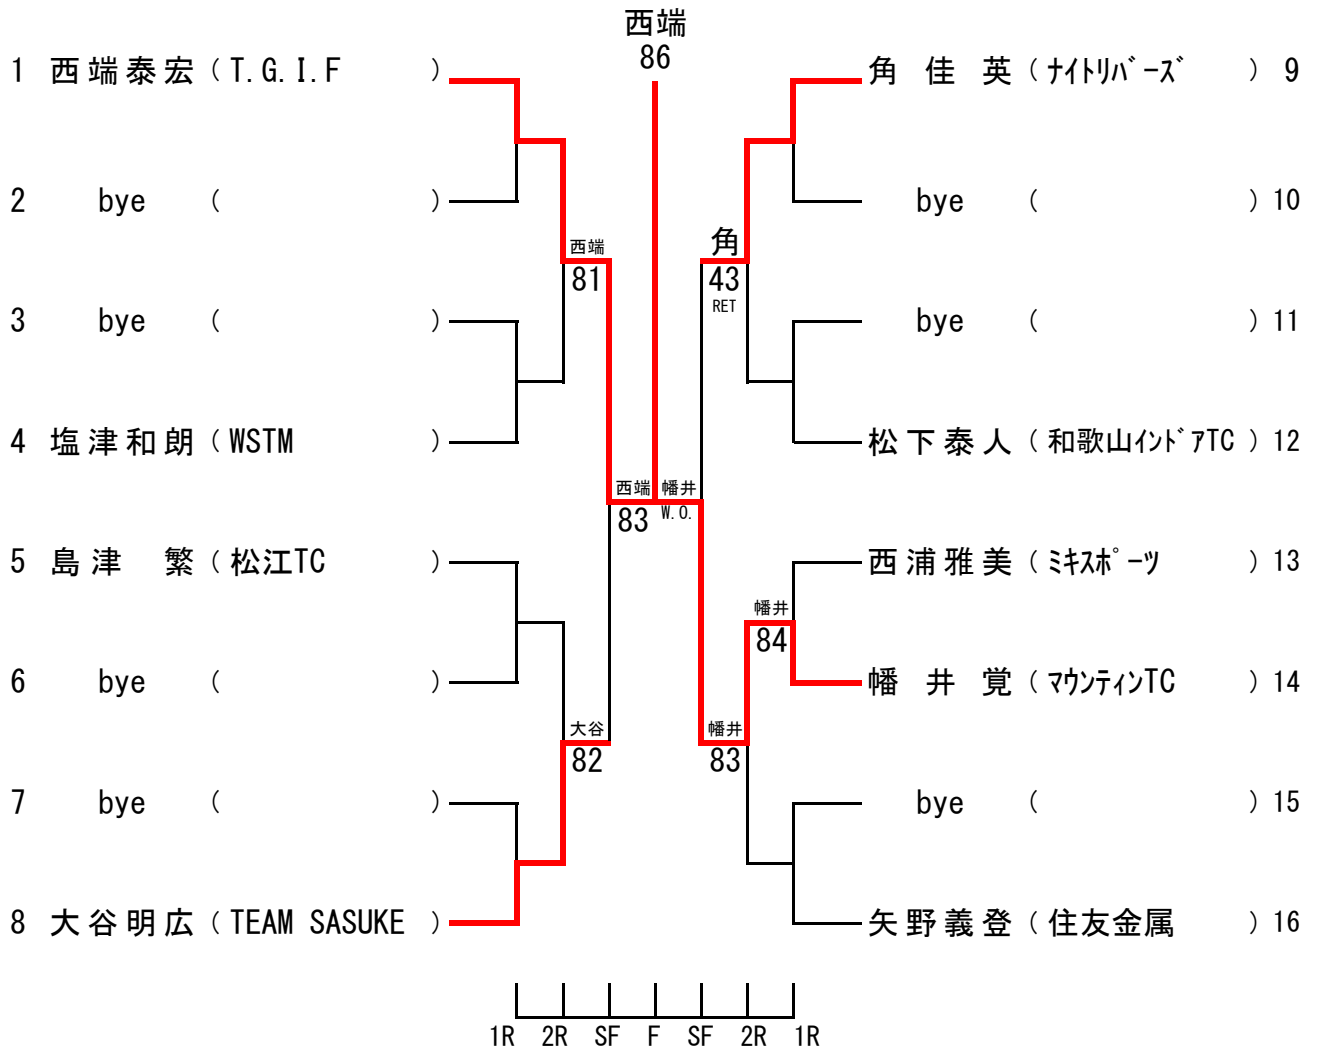 西端
86
1 西端泰宏 ( T.G.I.F )
角 佳 英 ( ﾅｲﾄﾘﾊﾞｰｽﾞ ) 9
2 bye ( )
bye ( ) 10
西端
81
角
43
RET
3 bye ( )
bye ( ) 11
4 塩津和朗 ( WSTM )
松下泰人 ( 和歌山ｲﾝﾄﾞｱTC ) 12
西端
83
幡井
W.O.
5 島津 繁 ( 松江TC )
西浦雅美 ( ﾐｷｽﾎﾟｰﾂ ) 13
幡井
84
6 bye ( )
幡 井 覚 ( ﾏｳﾝﾃｨﾝTC ) 14
大谷
82
幡井
83
7 bye ( )
bye ( ) 15
8 大谷明広 ( TEAM SASUKE )
矢野義登 ( 住友金属 ) 16
1R 2R SF F SF 2R 1R